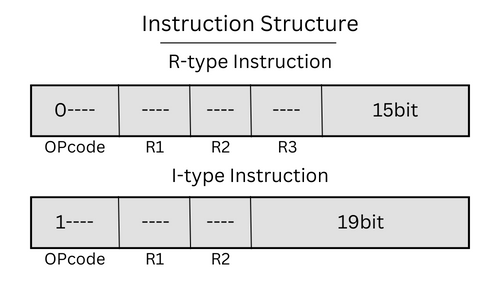 Instruction Structure
R-type Instruction
0---- ---- ---- ---- 15bit
OPcode R1 R2 R3
I-type Instruction
1---- ---- ---- 19bit
OPcode R1 R2